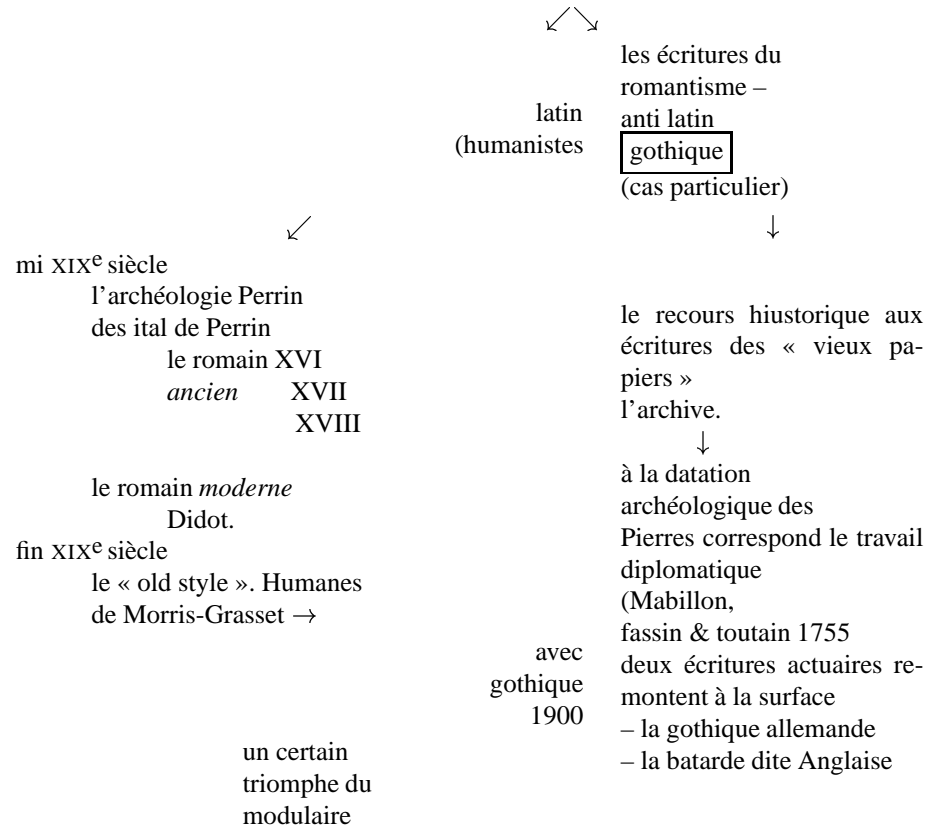 ↙↘
les écritures du
romantisme –
anti latin
gothique
(cas particulier)
latin
(humanistes
↙
↓
mi XIXe siècle
l'archéologie Perrin
des ital de Perrin
le romain XVI
ancien XVII
XVIII
le romain moderne
Didot.
fin XIXe siècle
le « old style ». Humanes
de Morris-Grasset →
avec
gothique
1900
un certain
triomphe du
modulaire
le recours hiustorique aux
écritures des « vieux pa-
piers »
l'archive.
↓
à la datation
archéologique des
Pierres correspond le travail
diplomatique
(Mabillon,
fassin & toutain 1755
deux écritures actuaires re-
montent à la surface
– la gothique allemande
– la batarde dite Anglaise